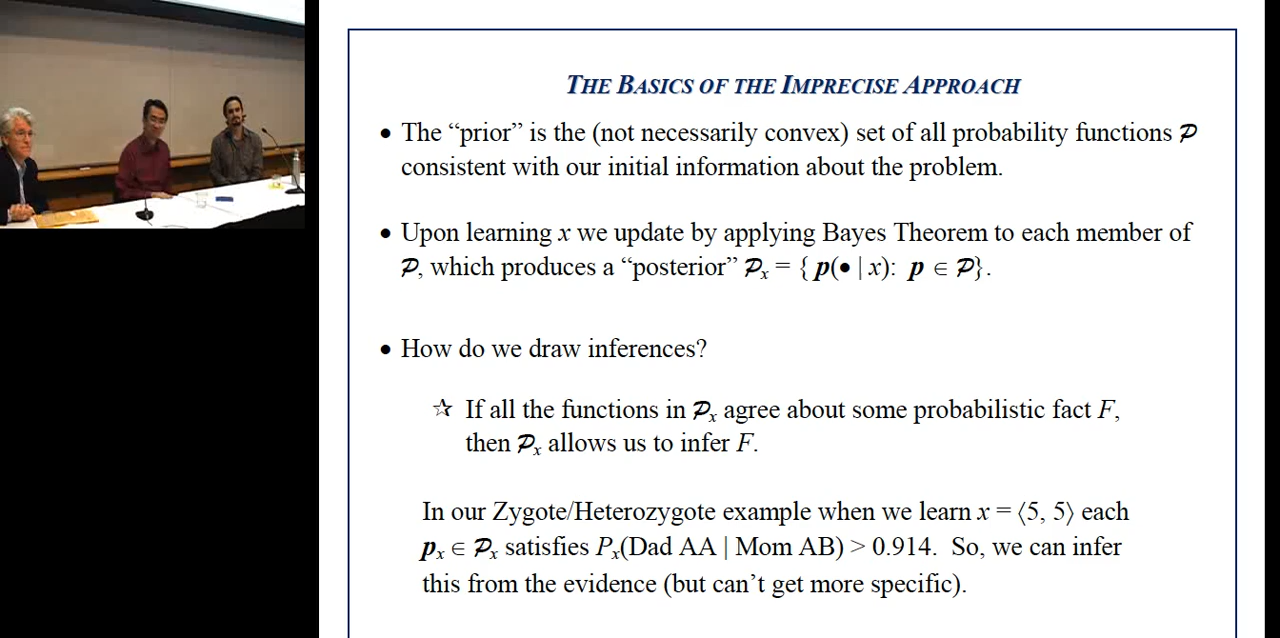 THE BASICS OF THE IMPRECISE APPROACH
• The “prior” is the (not necessarily convex) set of all probability functions 𝒫
consistent with our initial information about the problem.
• Upon learning x we update by applying Bayes Theorem to each member of
𝒫, which produces a “posterior” 𝒫ₓ = { p(● | x): p ∈ 𝒫}.
• How do we draw inferences?
☆ If all the functions in 𝒫ₓ agree about some probabilistic fact F,
then 𝒫ₓ allows us to infer F.
In our Zygote/Heterozygote example when we learn x = ⟨5, 5⟩ each
pₓ ∈ 𝒫ₓ satisfies Pₓ(Dad AA | Mom AB) > 0.914. So, we can infer
this from the evidence (but can’t get more specific).